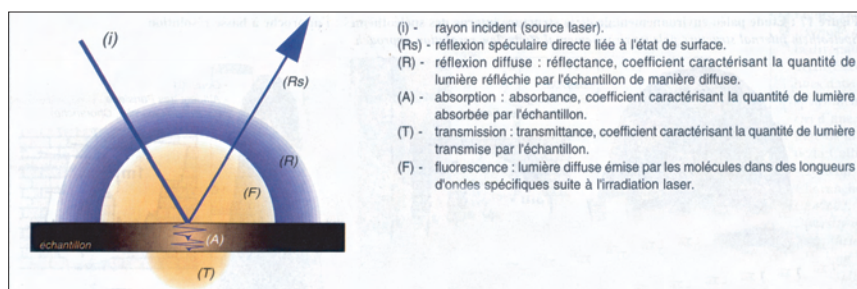 (i)
(Rs)
(R)
(F)
(A)
échantillon
(T)
(i) - rayon incident (source laser).
(Rs) - réflexion spéculaire directe liée à l'état de surface.
(R) - réflexion diffuse : réflectance, coefficient caractérisant la quantité de
lumière réfléchie par l'échantillon de manière diffuse.
(A) - absorption : absorbance, coefficient caractérisant la quantité de lumière
absorbée par l'échantillon.
(T) - transmission : transmittance, coefficient caractérisant la quantité de lumière
transmise par l'échantillon.
(F) - fluorescence : lumière diffuse émise par les molécules dans des longueurs
d'ondes spécifiques suite à l'irradiation laser.